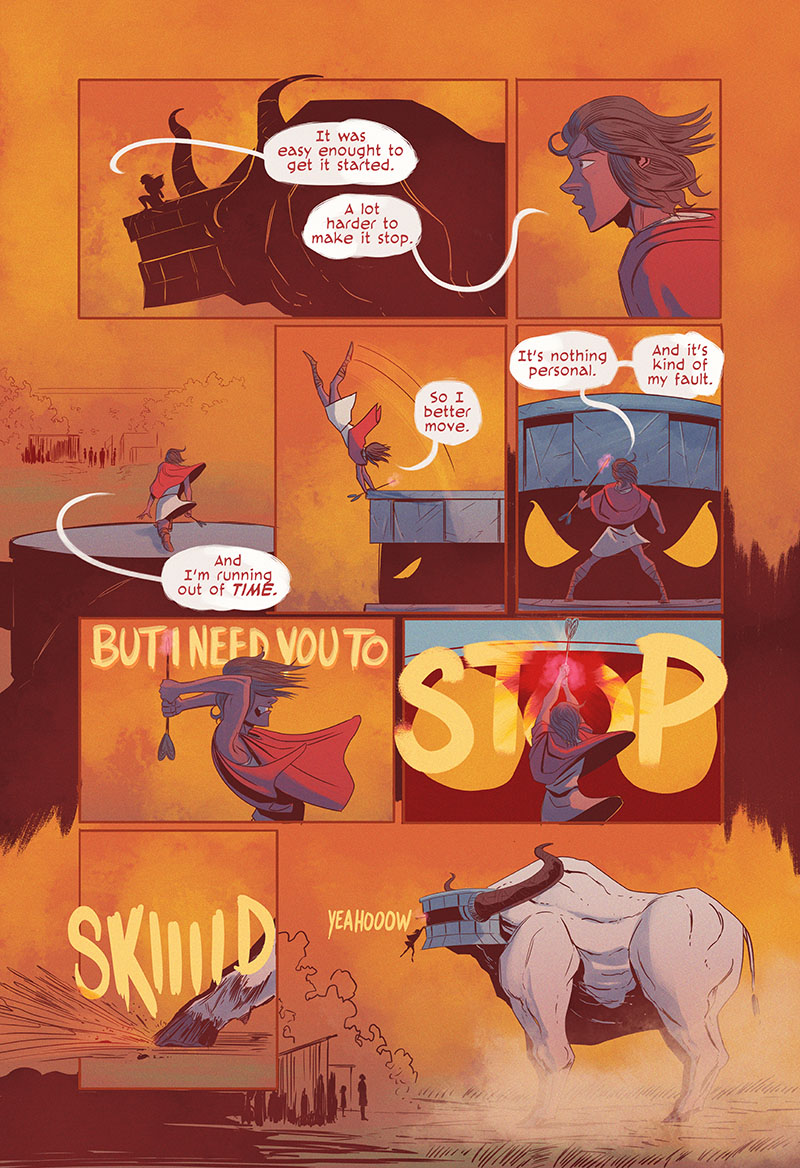 It was
easy enought to
get it started.
A lot
harder to
make it stop.
And
I'm running
out of TIME.
So I
better
move.
It's nothing
personal.
And it's
kind of
my fault.
BUT I NEED YOU TO
STOP
SKIIIIID
YEAHOOOW